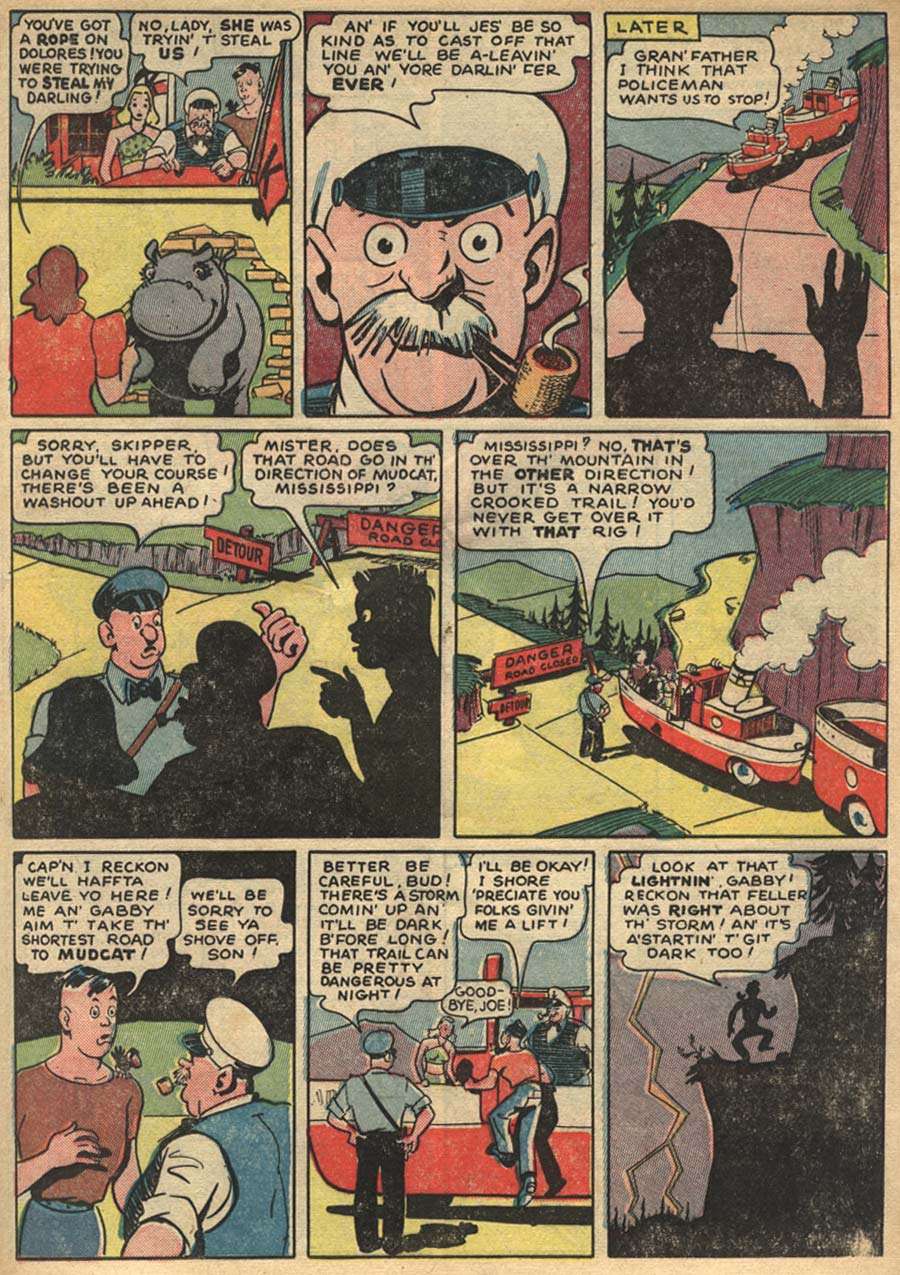 YOU'VE GOT
A ROPE ON
DOLORES! YOU
WERE TRYING
TO STEAL MY
DARLING!
NO, LADY, SHE WAS
TRYIN' T' STEAL
US!
AN' IF YOU'LL JES' BE SO
KIND AS TO CAST OFF THAT
LINE WE'LL BE A-LEAVIN'
YOU AN' YORE DARLIN' FER
EVER!
LATER
GRAN' FATHER
I THINK THAT
POLICEMAN
WANTS US TO STOP!
SORRY, SKIPPER,
BUT YOU'LL HAVE TO
CHANGE YOUR COURSE!
THERE'S BEEN A
WASHOUT UP AHEAD!
MISTER, DOES
THAT ROAD GO IN TH'
DIRECTION OF MUDCAT,
MISSISSIPPI?
DETOUR
DANGER
ROAD CLO
MISSISSIPPI? NO, THAT'S
OVER TH' MOUNTAIN IN
THE OTHER DIRECTION!
BUT IT'S A NARROW
CROOKED TRAIL! YOU'D
NEVER GET OVER IT
WITH THAT RIG!
DANGER
ROAD CLOSED
DETOUR
CAP'N I RECKON
WE'LL HAFFTA
LEAVE YO HERE!
ME AN' GABBY
AIM T' TAKE TH'
SHORTEST ROAD
TO MUDCAT!
WE'LL BE
SORRY TO
SEE YA
SHOVE OFF,
SON!
BETTER BE
CAREFUL, BUD!
THERE'S A STORM
COMIN' UP AN'
IT'LL BE DARK
B'FORE LONG!
THAT TRAIL CAN
BE PRETTY
DANGEROUS AT
NIGHT!
I'LL BE OKAY!
I SHORE
'PRECIATE YOU
FOLKS GIVIN'
ME A LIFT!
GOOD-
BYE, JOE!
LOOK AT THAT
LIGHTNIN', GABBY!
RECKON THAT FELLER
WAS RIGHT ABOUT
TH' STORM! AN' IT'S
A'STARTIN' T' GIT
DARK TOO!